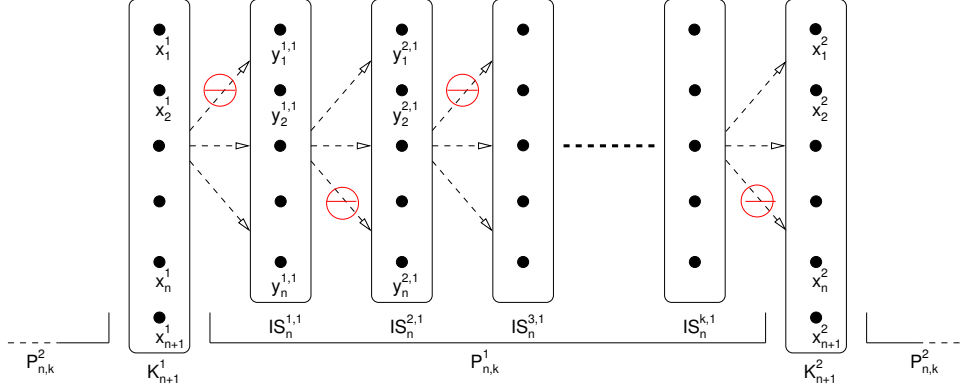 x_1^1 y_1^{1,1} y_1^{2,1} x_1^2
x_2^1 y_2^{1,1} y_2^{2,1} x_2^2
x_n^1 y_n^{1,1} y_n^{2,1} x_n^2
x_{n+1}^1 IS_n^{1,1} IS_n^{2,1} IS_n^{3,1} IS_n^{k,1} x_{n+1}^2
P_{n,k}^2 K_{n+1}^1 P_{n,k}^1 K_{n+1}^2 P_{n,k}^2